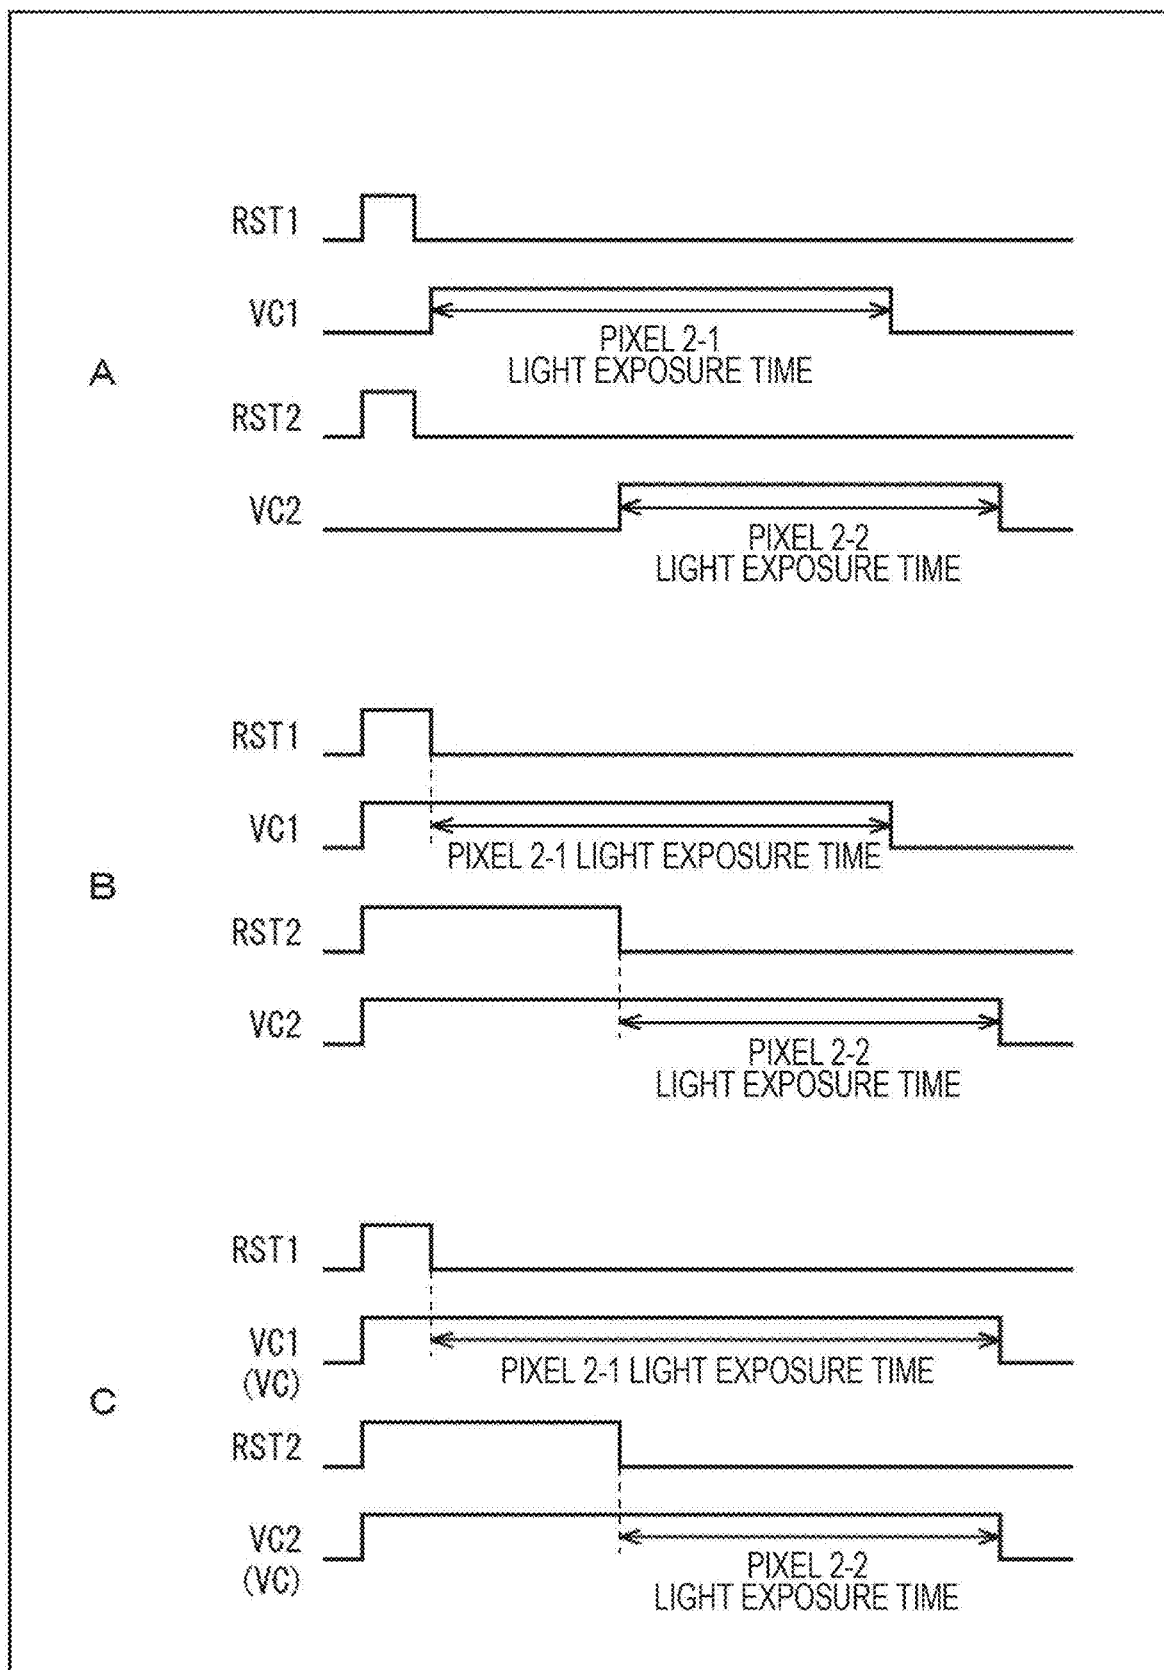 RST1
VC1
PIXEL 2-1
LIGHT EXPOSURE TIME
A
RST2
VC2
PIXEL 2-2
LIGHT EXPOSURE TIME
RST1
VC1
PIXEL 2-1 LIGHT EXPOSURE TIME
B
RST2
VC2
PIXEL 2-2
LIGHT EXPOSURE TIME
RST1
VC1
(VC)
PIXEL 2-1 LIGHT EXPOSURE TIME
C
RST2
VC2
(VC)
PIXEL 2-2
LIGHT EXPOSURE TIME